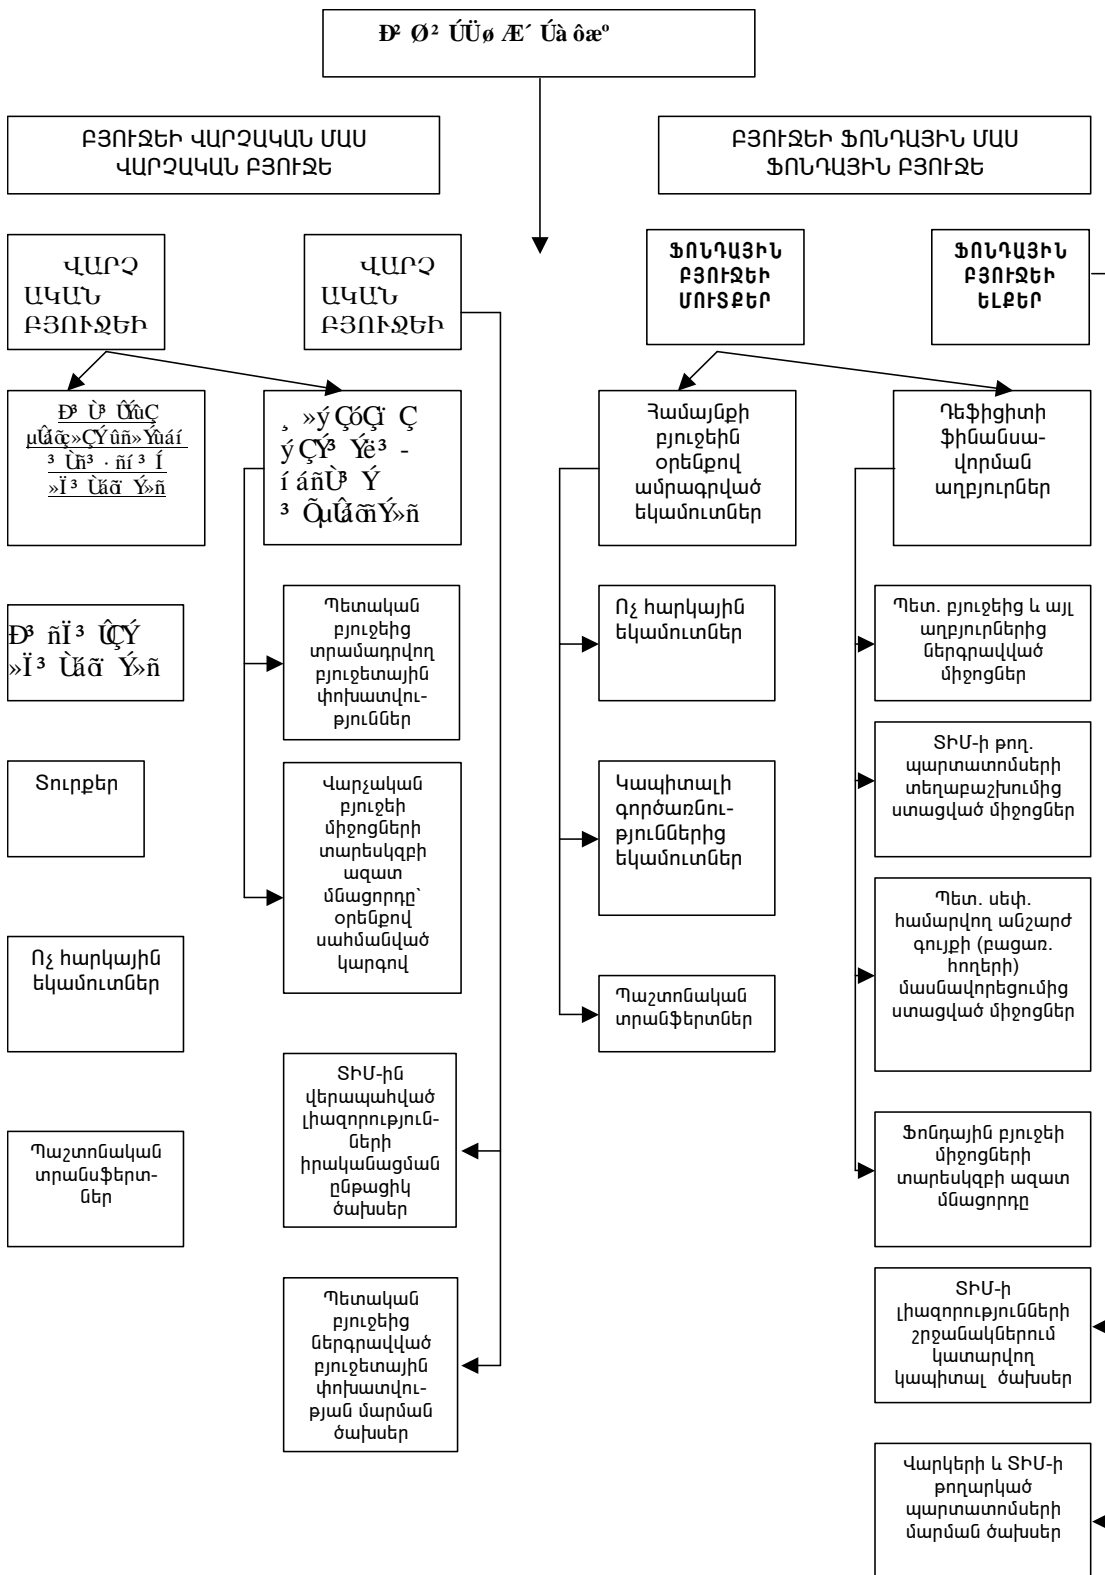 ԲՅՈՒՋԵԻ ՎԱՐՉԱԿԱՆ ՄԱՍ
ՎԱՐՉԱԿԱՆ ԲՅՈՒՋԵ
ԲՅՈՒՋԵԻ ՖՈՆԴԱՅԻՆ ՄԱՍ
ՖՈՆԴԱՅԻՆ ԲՅՈՒՋԵ
ՎԱՐՉ
ԱԿԱՆ
ԲՅՈՒՋԵԻ
ՎԱՐՉ
ԱԿԱՆ
ԲՅՈՒՋԵԻ
ՖՈՆԴԱՅԻՆ
ԲՅՈՒՋԵԻ
ՄՈՒՏՔԵՐ
ՖՈՆԴԱՅԻՆ
ԲՅՈՒՋԵԻ
ԵԼՔԵՐ
Համայնքի
բյուջեին
օրենքով
ամրագրված
եկամուտներ
Դեֆիցիտի
ֆինանսա-
վորման
աղբյուրներ
Պետական
բյուջեից
տրամադրվող
բյուջետային
փոխատվու-
թյուններ
Ոչ հարկային
եկամուտներ
Պետ. բյուջեից և այլ
աղբյուրներից
ներգրավված
միջոցներ
Տուրքեր
Վարչական
բյուջեի
միջոցների
տարեսկզբի
ազատ
մնացորդը՝
օրենքով
սահմանված
կարգով
Կապիտալի
գործառնու-
թյուններից
եկամուտներ
ՏԻՄ-ի թող.
պարտատոմսերի
տեղաբաշխումից
ստացված միջոցներ
Ոչ հարկային
եկամուտներ
Պետ. սեփ.
համարվող անշարժ
գույքի (բացառ.
հողերի)
մասնավորեցումից
ստացված միջոցներ
Պաշտոնական
տրանֆերտներ
ՏԻՄ-ին
վերապահված
լիազորություն-
ների
իրականացման
ընթացիկ
ծախսեր
Պաշտոնական
տրանսֆերտ-
ներ
Ֆոնդային բյուջեի
միջոցների
տարեսկզբի ազատ
մնացորդը
Պետական
բյուջեից
ներգրավված
բյուջետային
փոխատվու-
թյան մարման
ծախսեր
ՏԻՄ-ի
լիազորությունների
շրջանակներում
կատարվող
կապիտալ ծախսեր
Վարկերի և ՏԻՄ-ի
թողարկած
պարտատոմսերի
մարման ծախսեր